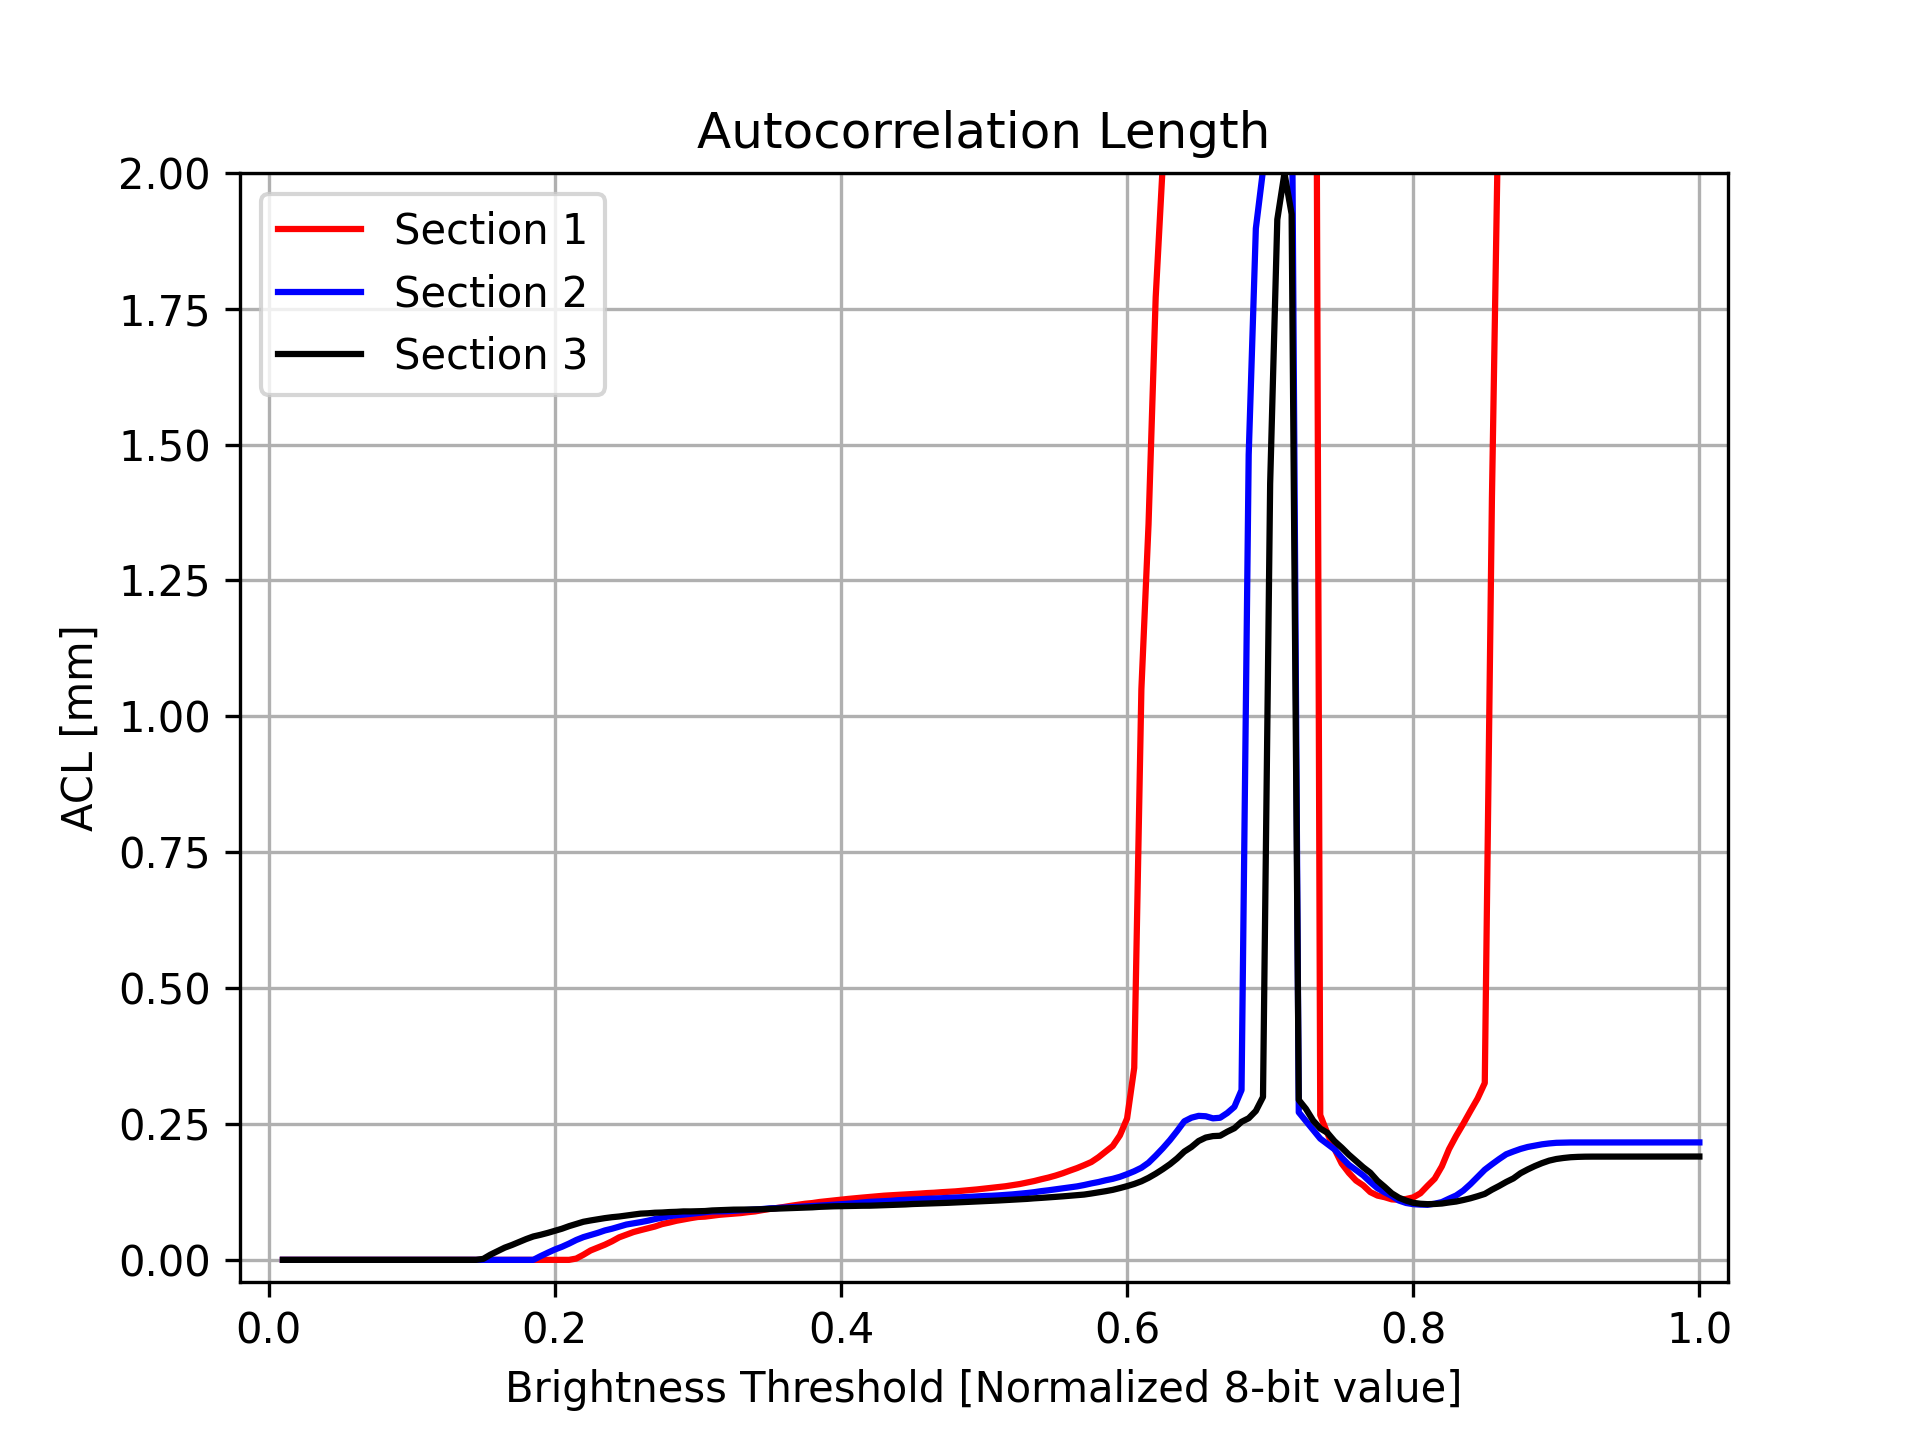 Autocorrelation Length
2.00
1.75
1.50
1.25
1.00
0.75
0.50
0.25
0.00
ACL [mm]
Section 1
Section 2
Section 3
0.0 0.2 0.4 0.6 0.8 1.0
Brightness Threshold [Normalized 8-bit value]